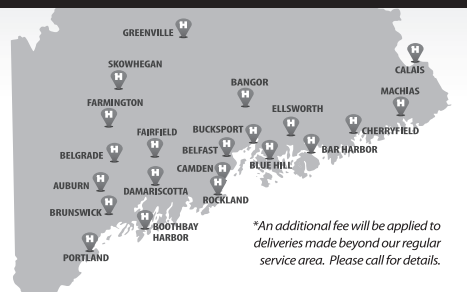 GREENVILLE
H
SKOWHEGAN
H
CALAIS
H
BANGOR
H
MACHIAS
H
FARMINGTON
H
ELLSWORTH
H
FAIRFIELD
H
BUCKSPORT H
H CHERRYFIELD
BELGRADE H
BELFAST H
BLUE HILL
H
H BAR HARBOR
CAMDEN H
AUBURN H
DAMARISCOTTA
H
ROCKLAND
H
BRUNSWICK H
H BOOTHBAY
HARBOR
PORTLAND
H
*An additional fee will be applied to
deliveries made beyond our regular
service area. Please call for details.